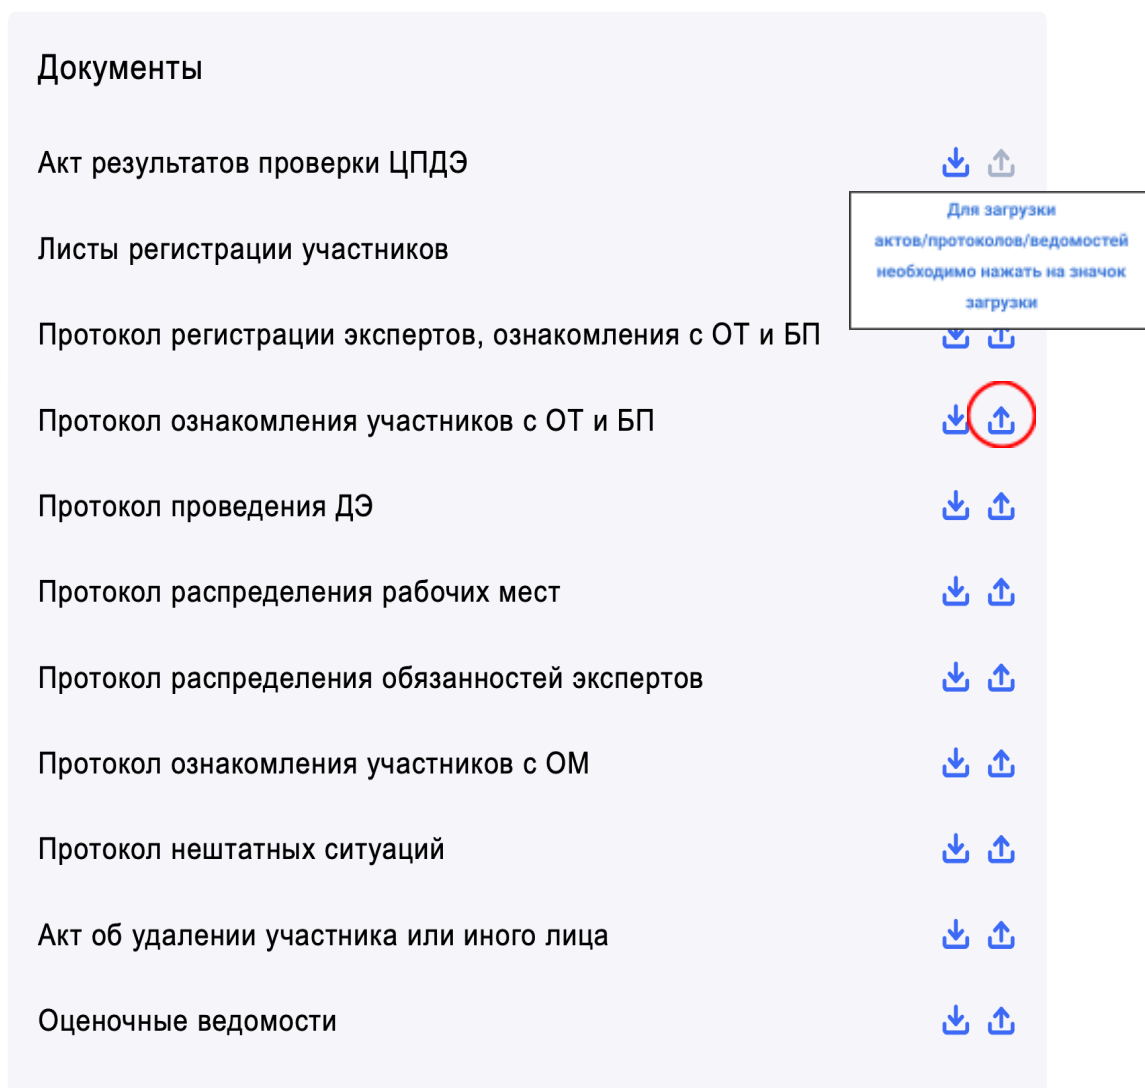 Документы
Акт результатов проверки ЦПДЭ
Для загрузки
актов/протоколов/ведомостей
необходимо нажать на значок
загрузки
Листы регистрации участников
Протокол регистрации экспертов, ознакомления с ОТ и БП
Протокол ознакомления участников с ОТ и БП
Протокол проведения ДЭ
Протокол распределения рабочих мест
Протокол распределения обязанностей экспертов
Протокол ознакомления участников с ОМ
Протокол нештатных ситуаций
Акт об удалении участника или иного лица
Оценочные ведомости